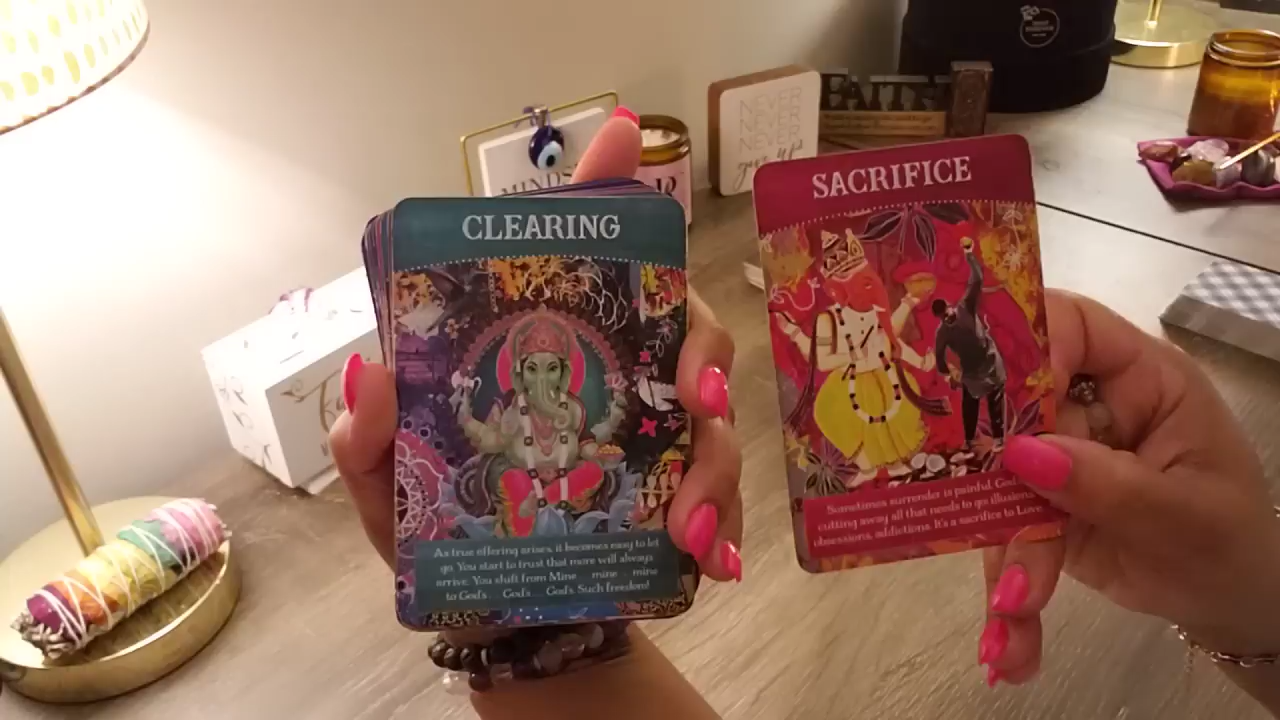 MINDS
NEVER
NEVER
NEVER
give up
FAITH
CLEARING
As true offering arises, it becomes easy to let
go. You start to trust that more will always
arrive. You shift from Mine . . mine . . mine
to God's . . . God's . . . God's. Such freedom!
SACRIFICE
Sometimes surrender is painful. God
cutting away all that needs to go: illusions,
obsessions, addictions. It's a sacrifice to Love.